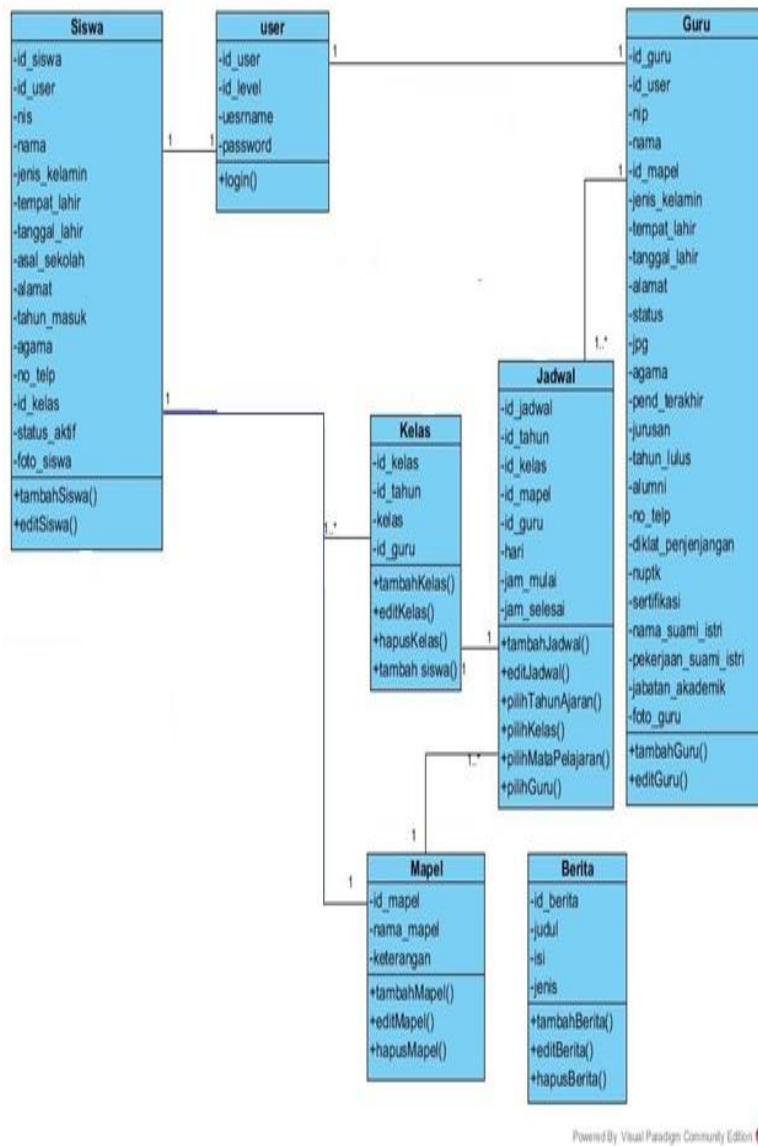 Siswa
-id_siswa
-id_user
-nis
-nama
-jenis_kelamin
-tempat_lahir
-tanggal_lahir
-asal_sekolah
-alamat
-tahun_masuk
-agama
-no_telp
-id_kelas
-status_aktif
-foto_siswa
+tambahSiswa()
+editSiswa()
1
1
user
-id_user
-id_level
-uesrname
-password
+login()
1
1
Guru
-id_guru
-id_user
-nip
-nama
-id_mapel
-jenis_kelamin
-tempat_lahir
-tanggal_lahir
-alamat
-status
-jpg
-agama
-pend_terakhir
-jurusan
-tahun_lulus
-alumni
-no_telp
-diklat_penjenjangan
-nuptk
-sertifikasi
-nama_suami_istri
-pekerjaan_suami_istri
-jabatan_akademik
-foto_guru
+tambahGuru()
+editGuru()
1
1..*
Jadwal
-id_jadwal
-id_tahun
-id_kelas
-id_mapel
-id_guru
-hari
-jam_mulai
-jam_selesai
+tambahJadwal()
+editJadwal()
+pilihTahunAjaran()
+pilihKelas()
+pilihMataPelajaran()
+pilihGuru()
1
1..*
Kelas
-id_kelas
-id_tahun
-kelas
-id_guru
+tambahKelas()
+editKelas()
+hapusKelas()
+tambah siswa()
1
1
1..*
1
1
Mapel
-id_mapel
-nama_mapel
-keterangan
+tambahMapel()
+editMapel()
+hapusMapel()
Berita
-id_berita
-judul
-isi
-jenis
+tambahBerita()
+editBerita()
+hapusBerita()
Powered By Visual Paradigm Community Edition